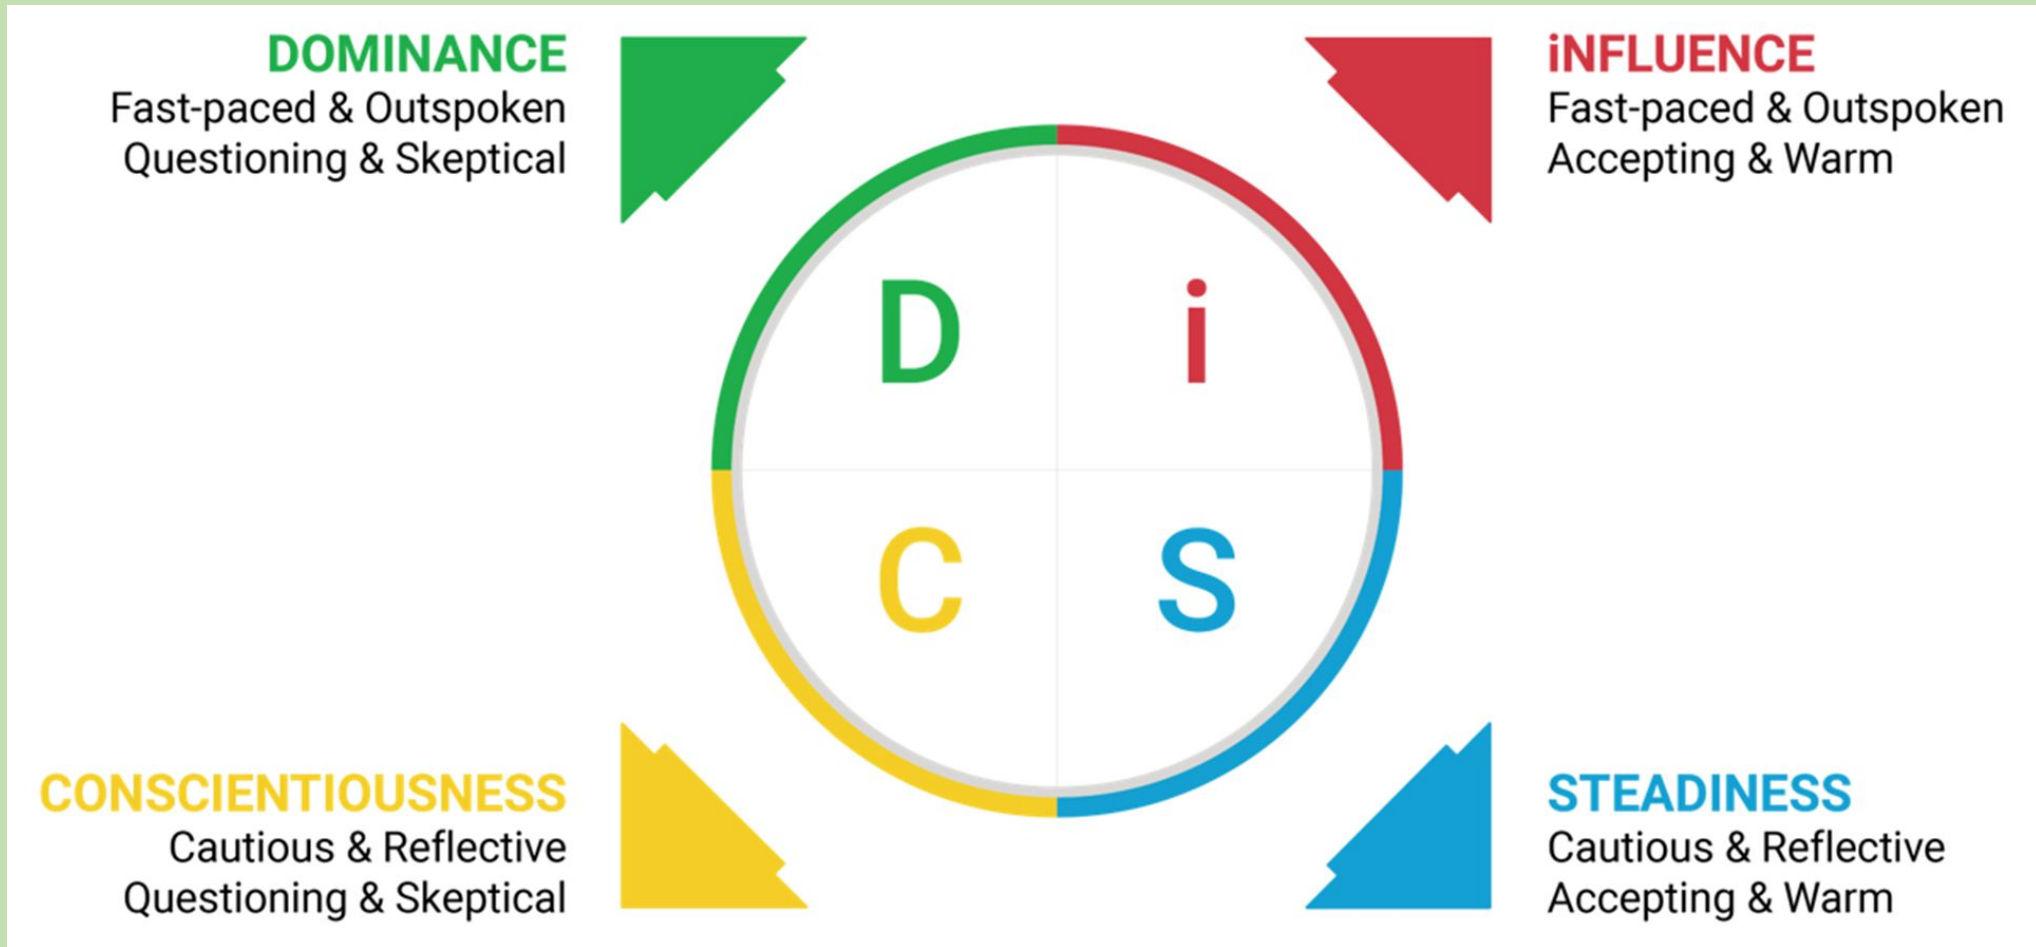 DOMINANCE
Fast-paced & Outspoken
Questioning & Skeptical
iNFLUENCE
Fast-paced & Outspoken
Accepting & Warm
D
i
C
S
CONSCIENTIOUSNESS
Cautious & Reflective
Questioning & Skeptical
STEADINESS
Cautious & Reflective
Accepting & Warm